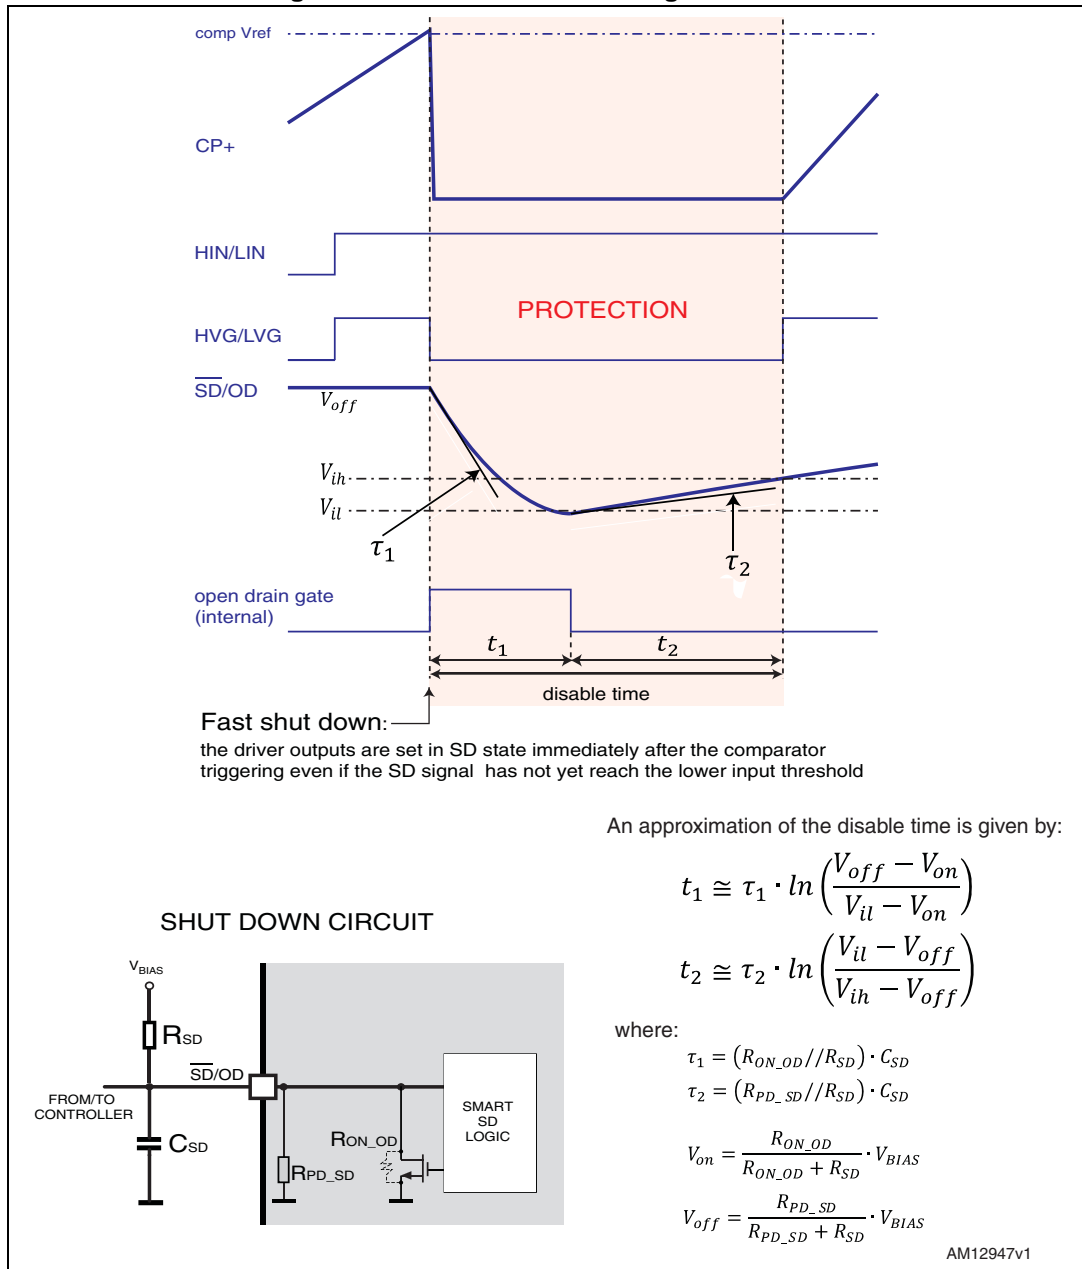 comp Vref
CP+
HIN/LIN
PROTECTION
HVG/LVG
SD/OD
V_off
V_ih
V_il
τ_1
τ_2
open drain gate
(internal)
t_1
t_2
disable time
Fast shut down:
the driver outputs are set in SD state immediately after the comparator
triggering even if the SD signal has not yet reach the lower input threshold
An approximation of the disable time is given by:
t_1 ≅ τ_1 · ln ((V_off − V_on)/(V_il − V_on))
t_2 ≅ τ_2 · ln ((V_il − V_off)/(V_ih − V_off))
where:
τ_1 = (R_ON_OD//R_SD) · C_SD
τ_2 = (R_PD_SD//R_SD) · C_SD
V_on = R_ON_OD/(R_ON_OD + R_SD) · V_BIAS
V_off = R_PD_SD/(R_PD_SD + R_SD) · V_BIAS
SHUT DOWN CIRCUIT
V_BIAS
R_SD
SD/OD
FROM/TO
CONTROLLER
C_SD
R_PD_SD
R_ON_OD
SMART
SD
LOGIC
AM12947v1